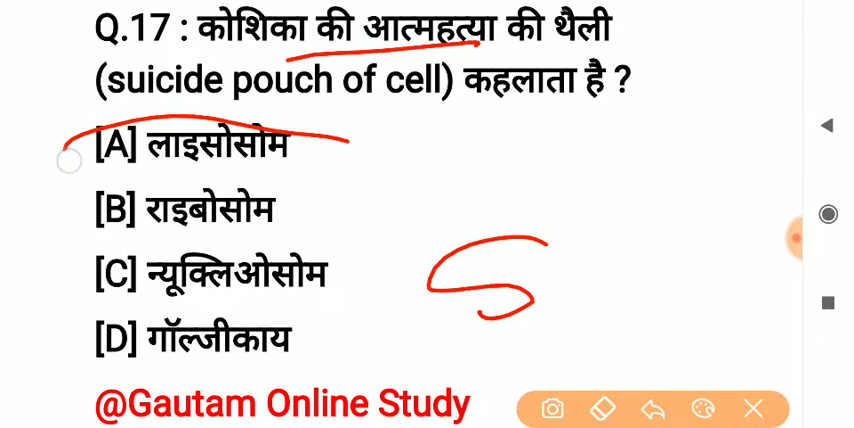 Q.17 : कोशिका की आत्महत्या की थैली
(suicide pouch of cell) कहलाता है ?
[A] लाइसोसोम
[B] राइबोसोम
[C] न्यूक्लिओसोम
[D] गॉल्जीकाय
@Gautam Online Study